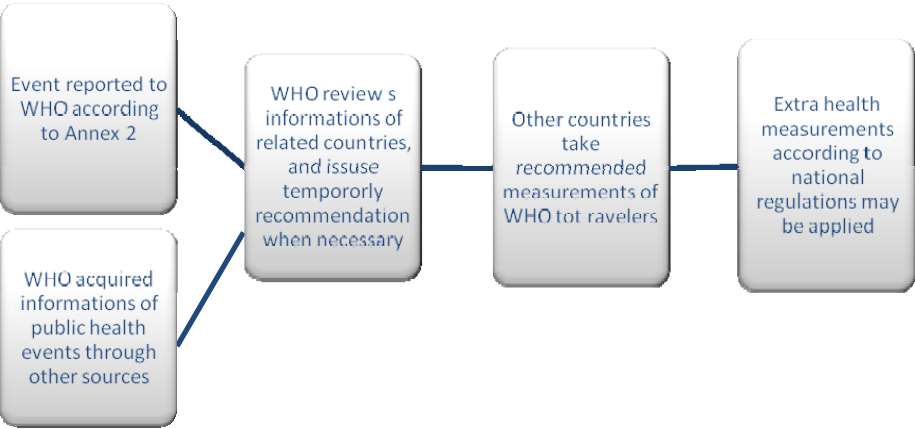 Event reported to
WHO according
to Annex 2
WHO acquired
informations of
public health
events through
other sources
WHO review s
informations of
related countries,
and issuse
tempororly
recommendation
when necessary
Other countries
take
recommended
measurements of
WHO tot ravelers
Extra health
measurements
according to
national
regulations may
be applied